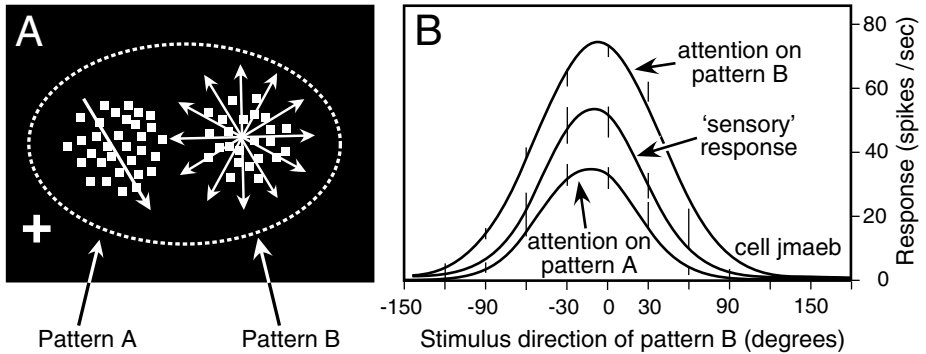 A
Pattern A
Pattern B
B
attention on
pattern B
'sensory'
response
attention on
pattern A
cell jmaeb
80
60
40
20
0
Response (spikes / sec)
-150 -90 -30 0 30 90 150
Stimulus direction of pattern B (degrees)